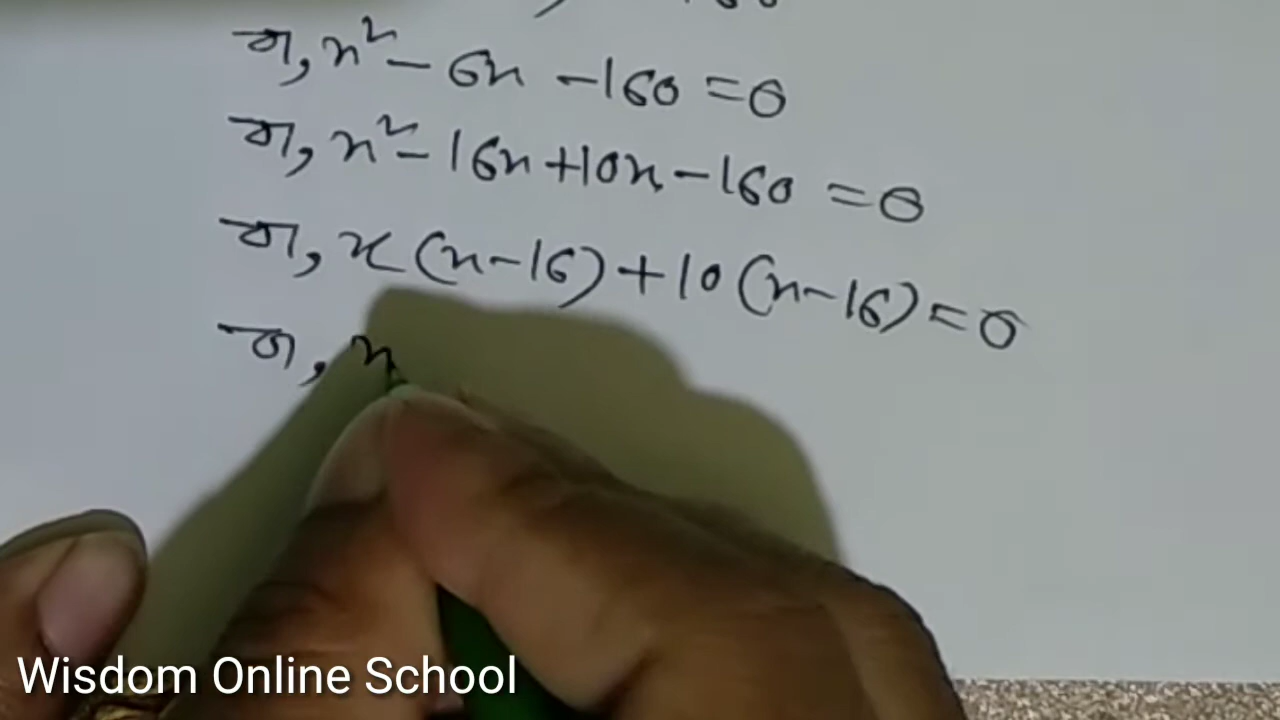 বা, x² - 6x - 160 = 0
বা, x² - 16x + 10x - 160 = 0
বা, x (x - 16) + 10 (x - 16) = 0
বা, x
Wisdom Online School